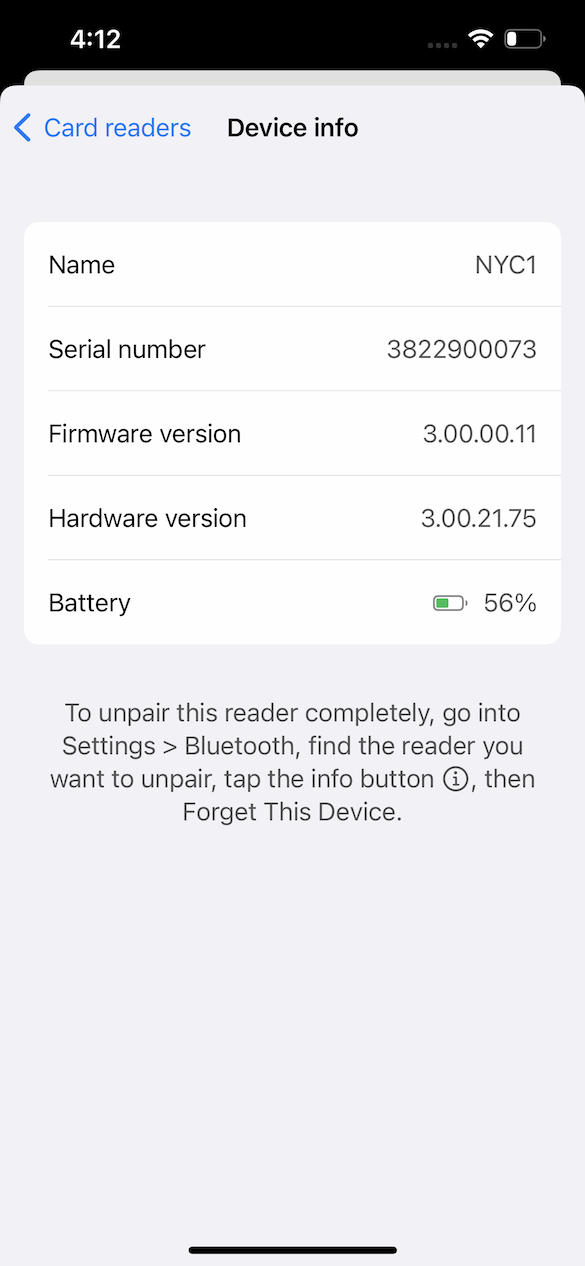 4:12
Card readers Device info
Name NYC1
Serial number 3822900073
Firmware version 3.00.00.11
Hardware version 3.00.21.75
Battery 56%
To unpair this reader completely, go into
Settings > Bluetooth, find the reader you
want to unpair, tap the info button ⓘ, then
Forget This Device.